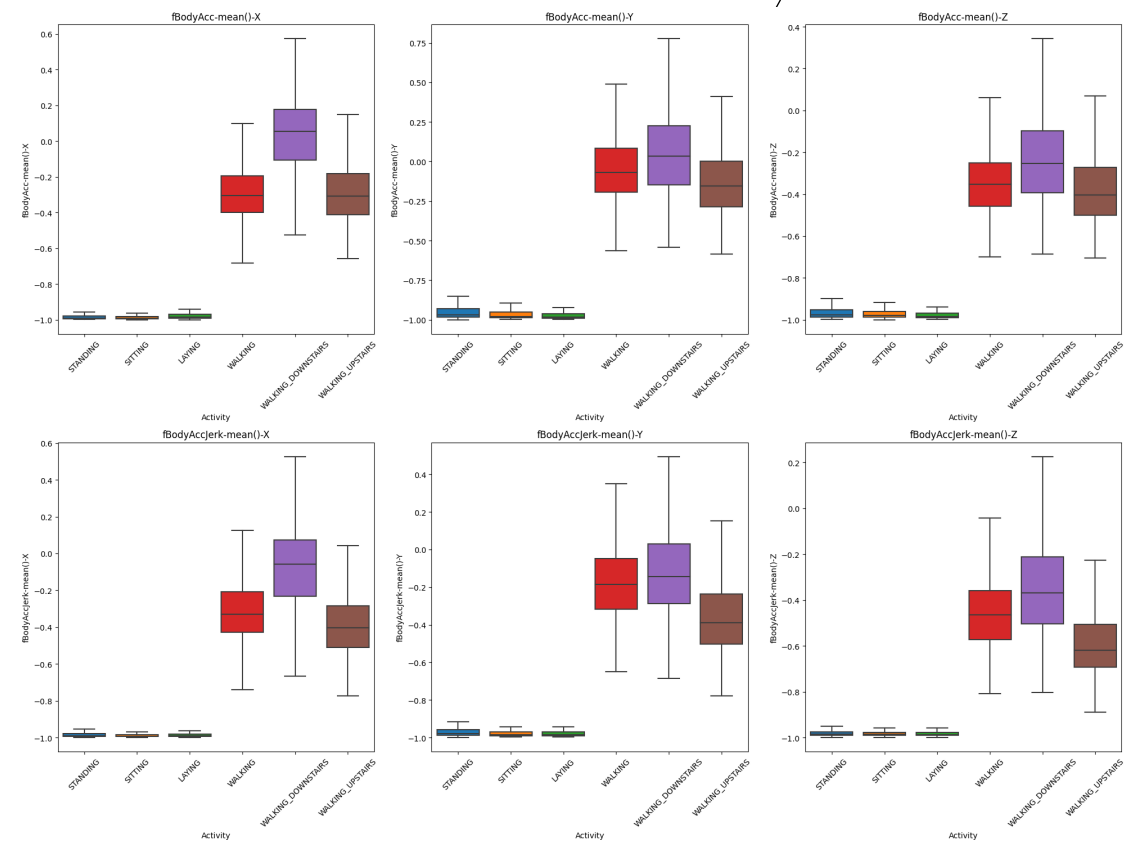 fBodyAcc-mean()-X
fBodyAcc-mean()-X
0.6
0.4
0.2
0.0
−0.2
−0.4
−0.6
−0.8
−1.0
STANDING
SITTING
LAYING
WALKING
WALKING_DOWNSTAIRS
WALKING_UPSTAIRS
Activity
fBodyAcc-mean()-Y
fBodyAcc-mean()-Y
0.75
0.50
0.25
0.00
−0.25
−0.50
−0.75
−1.00
STANDING
SITTING
LAYING
WALKING
WALKING_DOWNSTAIRS
WALKING_UPSTAIRS
Activity
fBodyAcc-mean()-Z
fBodyAcc-mean()-Z
0.4
0.2
0.0
−0.2
−0.4
−0.6
−0.8
−1.0
STANDING
SITTING
LAYING
WALKING
WALKING_DOWNSTAIRS
WALKING_UPSTAIRS
Activity
fBodyAccJerk-mean()-X
fBodyAccJerk-mean()-X
0.6
0.4
0.2
0.0
−0.2
−0.4
−0.6
−0.8
−1.0
STANDING
SITTING
LAYING
WALKING
WALKING_DOWNSTAIRS
WALKING_UPSTAIRS
Activity
fBodyAccJerk-mean()-Y
fBodyAccJerk-mean()-Y
0.4
0.2
0.0
−0.2
−0.4
−0.6
−0.8
−1.0
STANDING
SITTING
LAYING
WALKING
WALKING_DOWNSTAIRS
WALKING_UPSTAIRS
Activity
fBodyAccJerk-mean()-Z
fBodyAccJerk-mean()-Z
0.2
0.0
−0.2
−0.4
−0.6
−0.8
−1.0
STANDING
SITTING
LAYING
WALKING
WALKING_DOWNSTAIRS
WALKING_UPSTAIRS
Activity